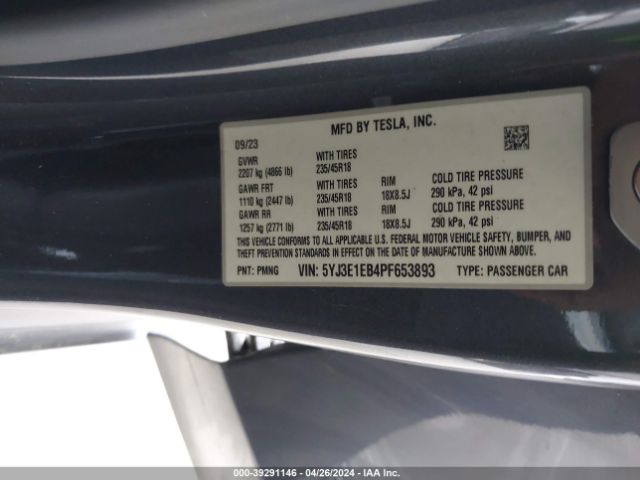 MFD BY TESLA, INC.
09/23
GVWR WITH TIRES
2207 kg (4866 lb) 235/45R18
GAWR FRT WITH TIRES RIM COLD TIRE PRESSURE
1110 kg (2447 lb) 235/45R18 18X8.5J 290 kPa, 42 psi
GAWR RR WITH TIRES RIM COLD TIRE PRESSURE
1257 kg (2771 lb) 235/45R18 18X8.5J 290 kPa, 42 psi
THIS VEHICLE CONFORMS TO ALL APPLICABLE U.S. FEDERAL MOTOR VEHICLE SAFETY, BUMPER, AND
THEFT PREVENTION STANDARDS IN EFFECT ON THE DATE OF MANUFACTURE SHOWN ABOVE.
PNT: PMNG VIN: 5YJ3E1EB4PF653893 TYPE: PASSENGER CAR
000-39291146 - 04/26/2024 - IAA Inc.